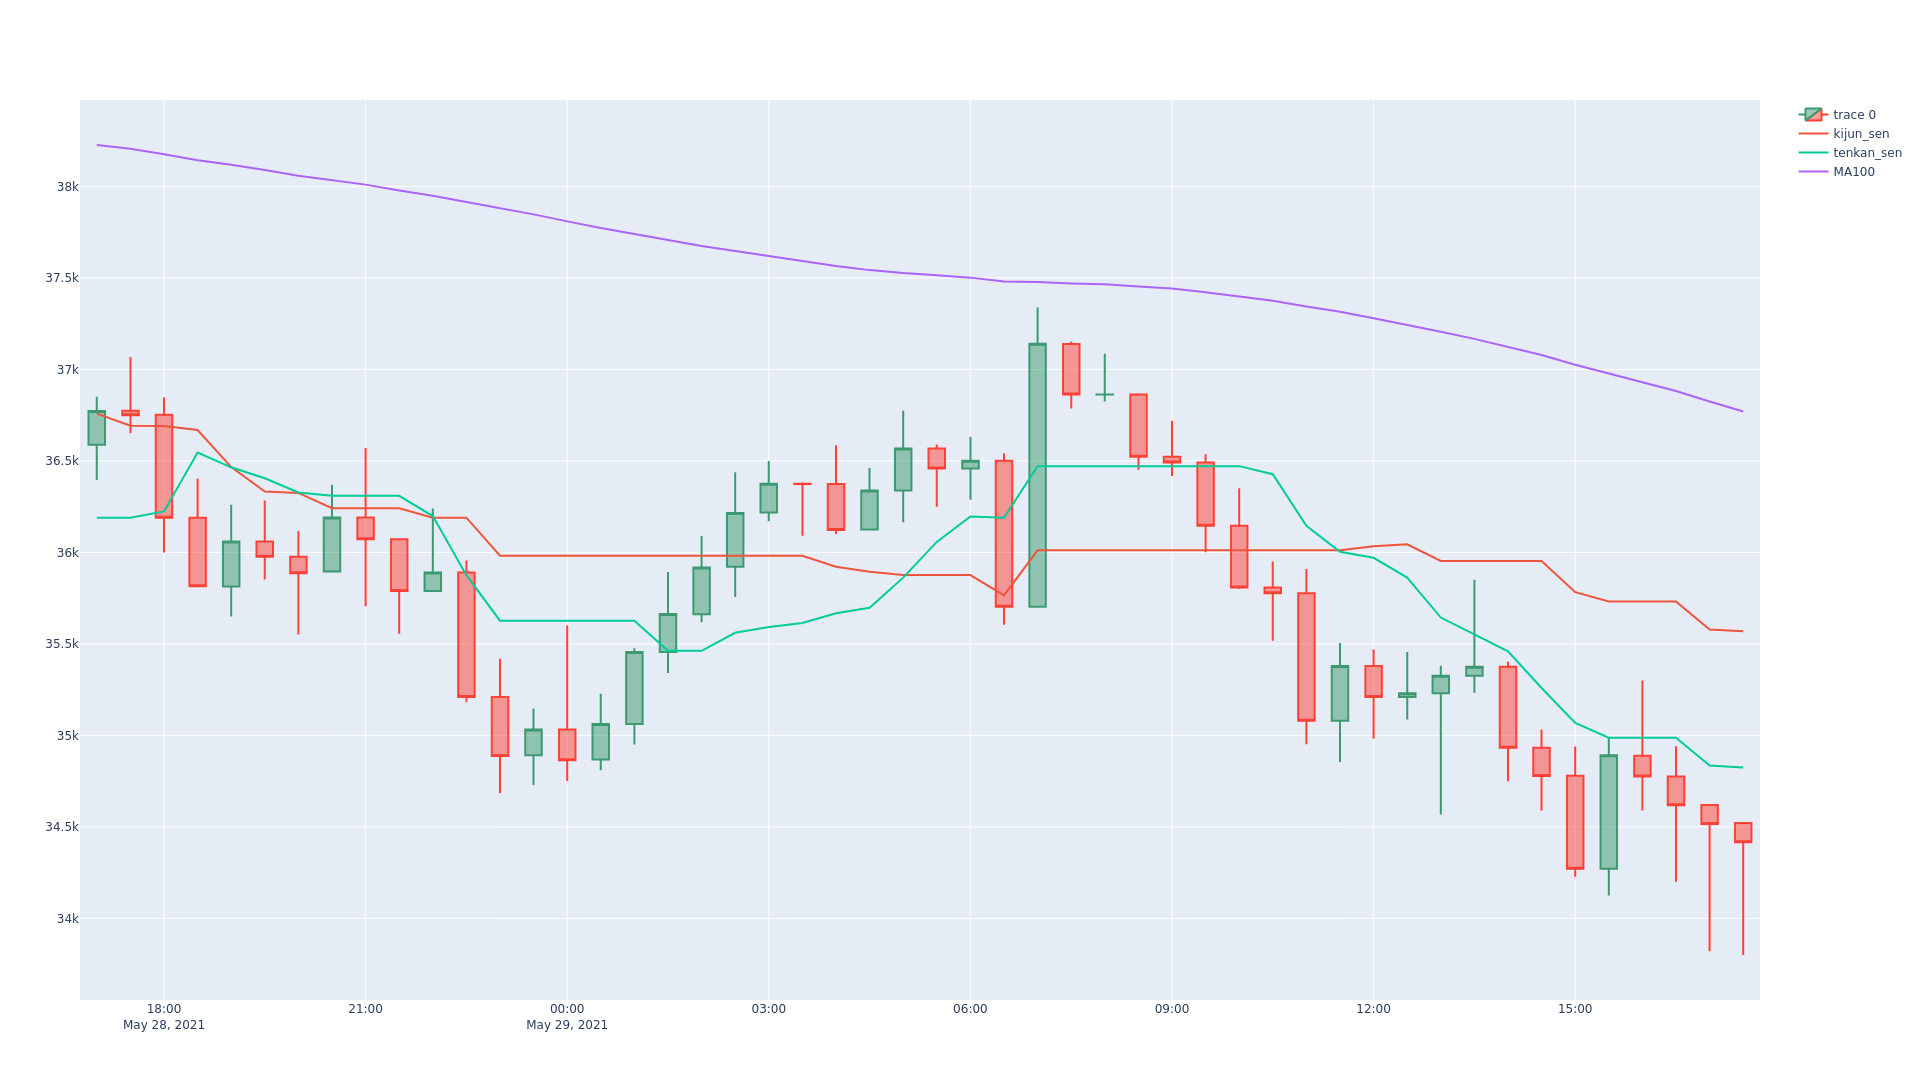 trace 0
kijun_sen
tenkan_sen
MA100
38k
37.5k
37k
36.5k
36k
35.5k
35k
34.5k
34k
18:00 21:00 00:00 03:00 06:00 09:00 12:00 15:00
May 28, 2021 May 29, 2021